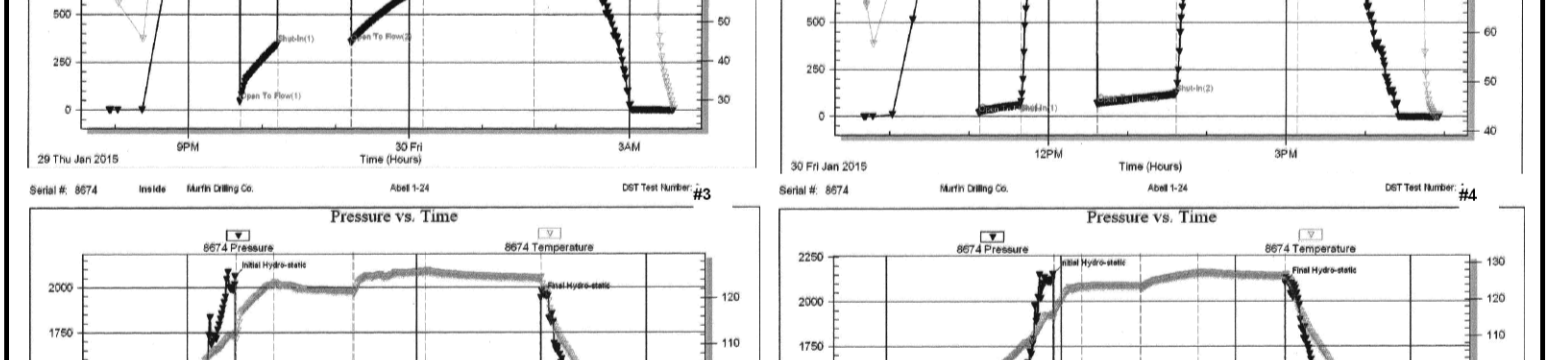 500
250
0
50
40
30
Shut-In(1)
Open To Flow(2)
Open To Flow(1)
9PM
30 Fri
3AM
29 Thu Jan 2015
Time (Hours)
500
250
0
60
50
40
Shut-In(1)
Shut-In(2)
12PM
3PM
30 Fri Jan 2015
Time (Hours)
Serial #: 8674 Inside Murfin Drilling Co. Abell 1-24 DST Test Number: #3
Serial #: 8674 Murfin Drilling Co. Abell 1-24 DST Test Number: #4
Pressure vs. Time
8674 Pressure
8674 Temperature
Initial Hydro-static
Final Hydro-static
2000
1750
120
110
Pressure vs. Time
8674 Pressure
8674 Temperature
Initial Hydro-static
Final Hydro-static
2250
2000
1750
130
120
110